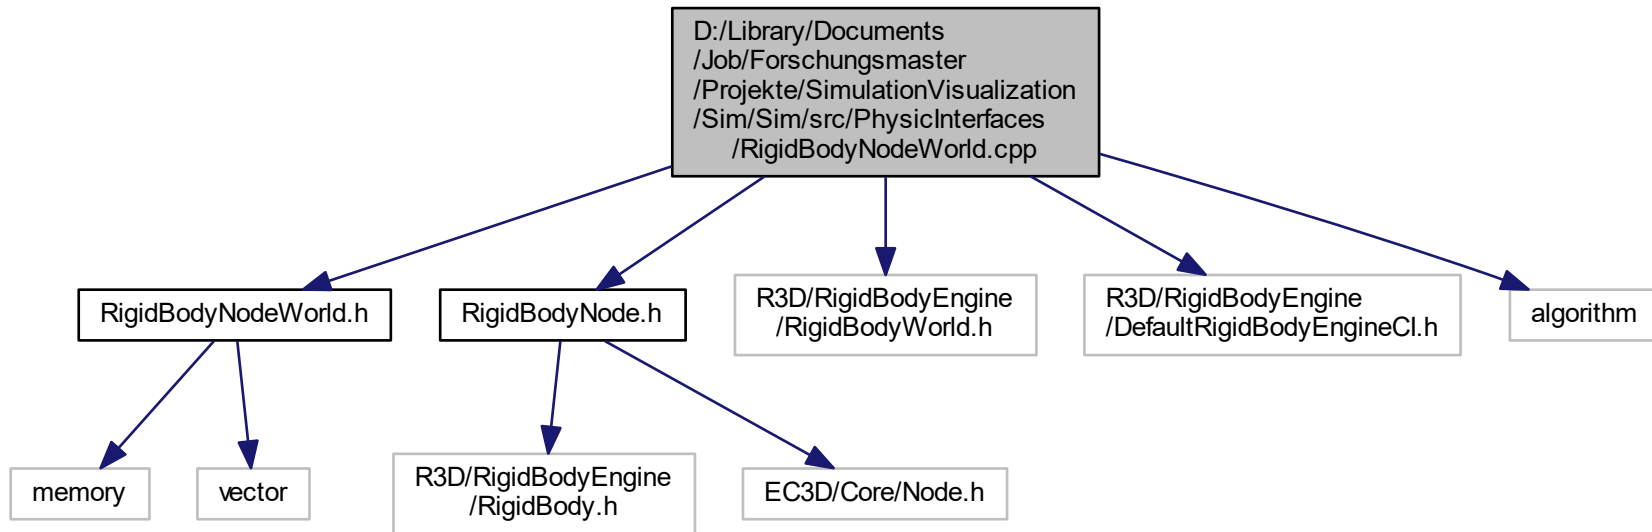 D:/Library/Documents
/Job/Forschungsmaster
/Projekte/SimulationVisualization
/Sim/Sim/src/PhysicInterfaces
/RigidBodyNodeWorld.cpp
RigidBodyNodeWorld.h
RigidBodyNode.h
R3D/RigidBodyEngine
/RigidBodyWorld.h
R3D/RigidBodyEngine
/DefaultRigidBodyEngineCI.h
algorithm
memory
vector
R3D/RigidBodyEngine
/RigidBody.h
EC3D/Core/Node.h